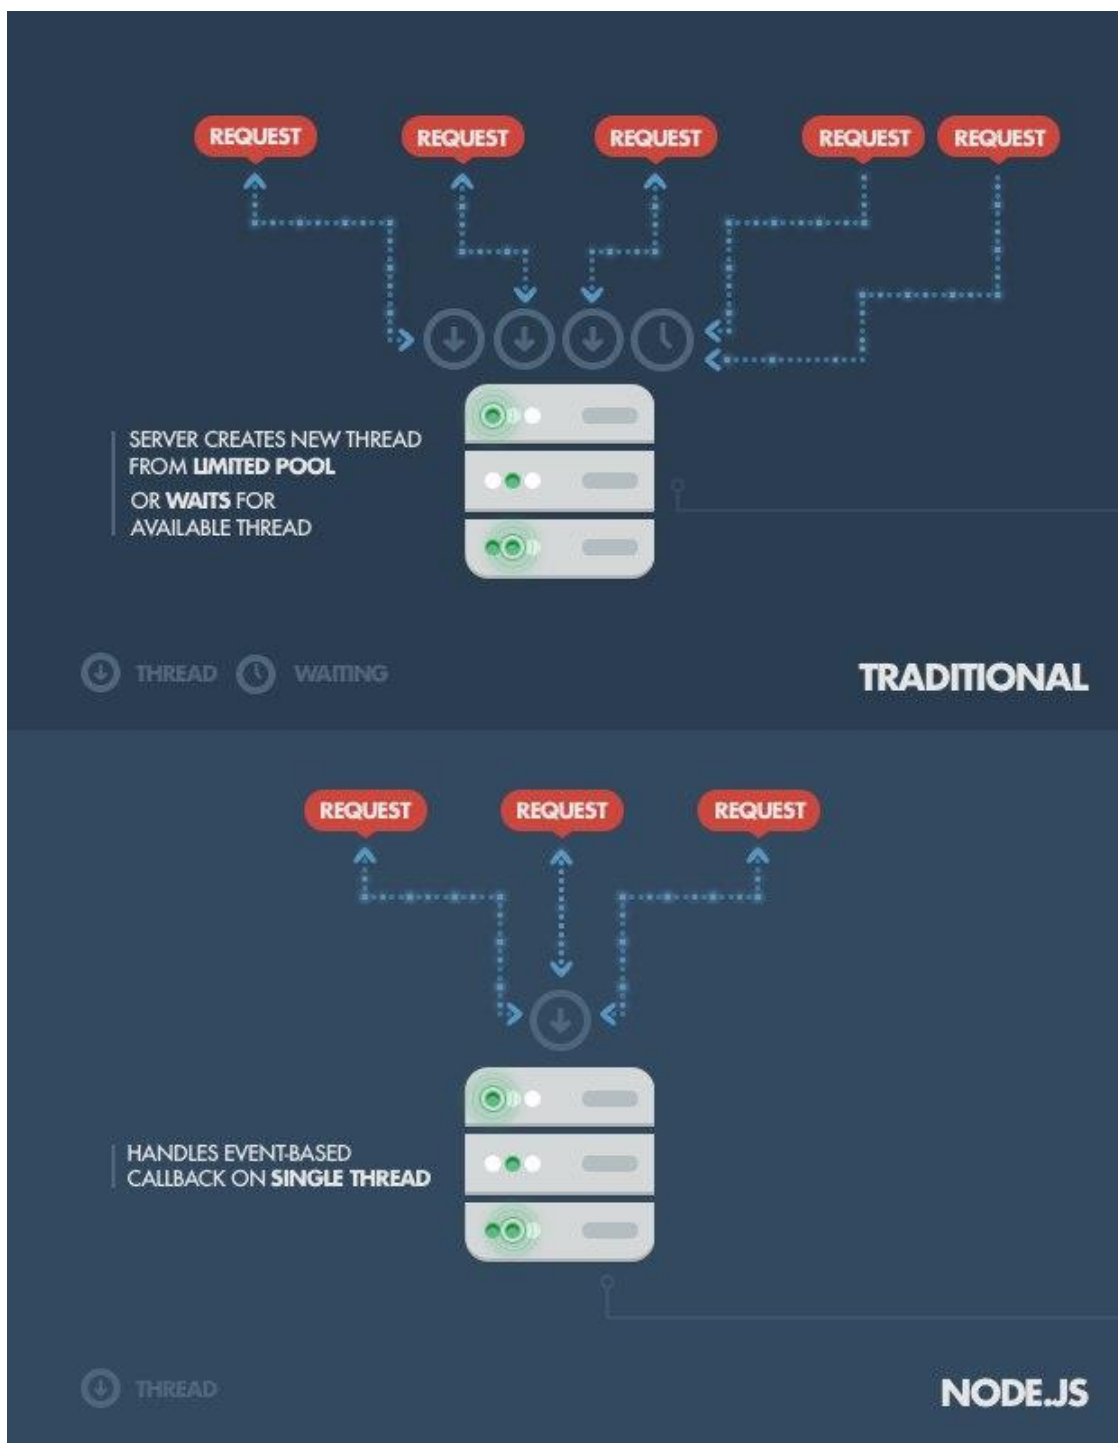 REQUEST REQUEST REQUEST REQUEST REQUEST
SERVER CREATES NEW THREAD
FROM LIMITED POOL
OR WAITS FOR
AVAILABLE THREAD
THREAD WAITING
TRADITIONAL
REQUEST REQUEST REQUEST
HANDLES EVENT-BASED
CALLBACK ON SINGLE THREAD
THREAD
NODE.JS